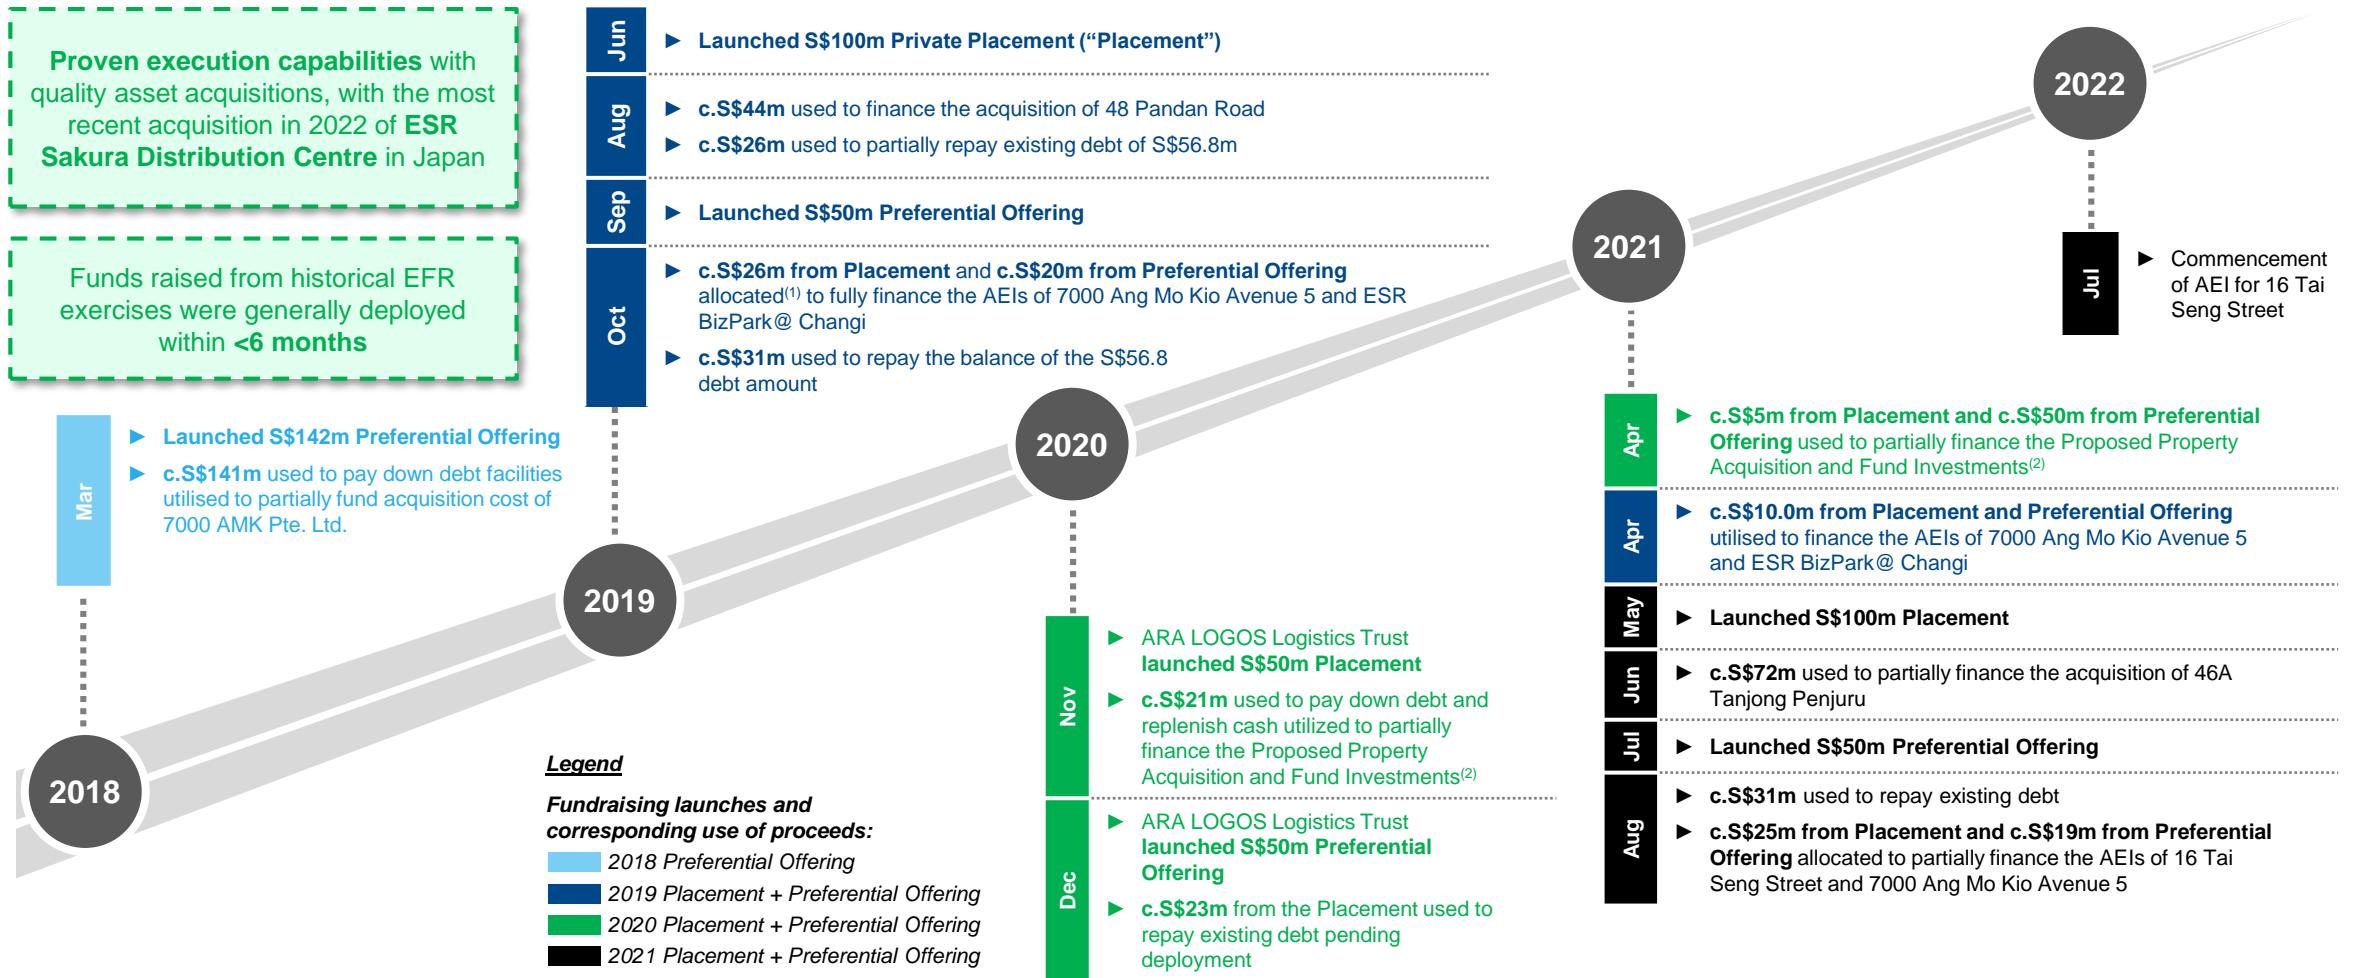 Proven execution capabilities with
quality asset acquisitions, with the most
recent acquisition in 2022 of ESR
Sakura Distribution Centre in Japan
Funds raised from historical EFR
exercises were generally deployed
within <6 months
Mar
► Launched S$142m Preferential Offering
► c.S$141m used to pay down debt facilities
utilised to partially fund acquisition cost of
7000 AMK Pte. Ltd.
2018
Jun
► Launched S$100m Private Placement (“Placement”)
Aug
► c.S$44m used to finance the acquisition of 48 Pandan Road
► c.S$26m used to partially repay existing debt of S$56.8m
Sep
► Launched S$50m Preferential Offering
Oct
► c.S$26m from Placement and c.S$20m from Preferential Offering
allocated(1) to fully finance the AEIs of 7000 Ang Mo Kio Avenue 5 and ESR
BizPark@ Changi
► c.S$31m used to repay the balance of the S$56.8
debt amount
2019
2020
Nov
► ARA LOGOS Logistics Trust
launched S$50m Placement
► c.S$21m used to pay down debt and
replenish cash utilized to partially
finance the Proposed Property
Acquisition and Fund Investments(2)
Dec
► ARA LOGOS Logistics Trust
launched S$50m Preferential
Offering
► c.S$23m from the Placement used to
repay existing debt pending
deployment
2021
Apr
► c.S$5m from Placement and c.S$50m from Preferential
Offering used to partially finance the Proposed Property
Acquisition and Fund Investments(2)
Apr
► c.S$10.0m from Placement and Preferential Offering
utilised to finance the AEIs of 7000 Ang Mo Kio Avenue 5
and ESR BizPark@ Changi
May
► Launched S$100m Placement
Jun
► c.S$72m used to partially finance the acquisition of 46A
Tanjong Penjuru
Jul
► Launched S$50m Preferential Offering
Aug
► c.S$31m used to repay existing debt
► c.S$25m from Placement and c.S$19m from Preferential
Offering allocated to partially finance the AEIs of 16 Tai
Seng Street and 7000 Ang Mo Kio Avenue 5
2022
Jul
► Commencement
of AEI for 16 Tai
Seng Street
Legend
Fundraising launches and
corresponding use of proceeds:
2018 Preferential Offering
2019 Placement + Preferential Offering
2020 Placement + Preferential Offering
2021 Placement + Preferential Offering